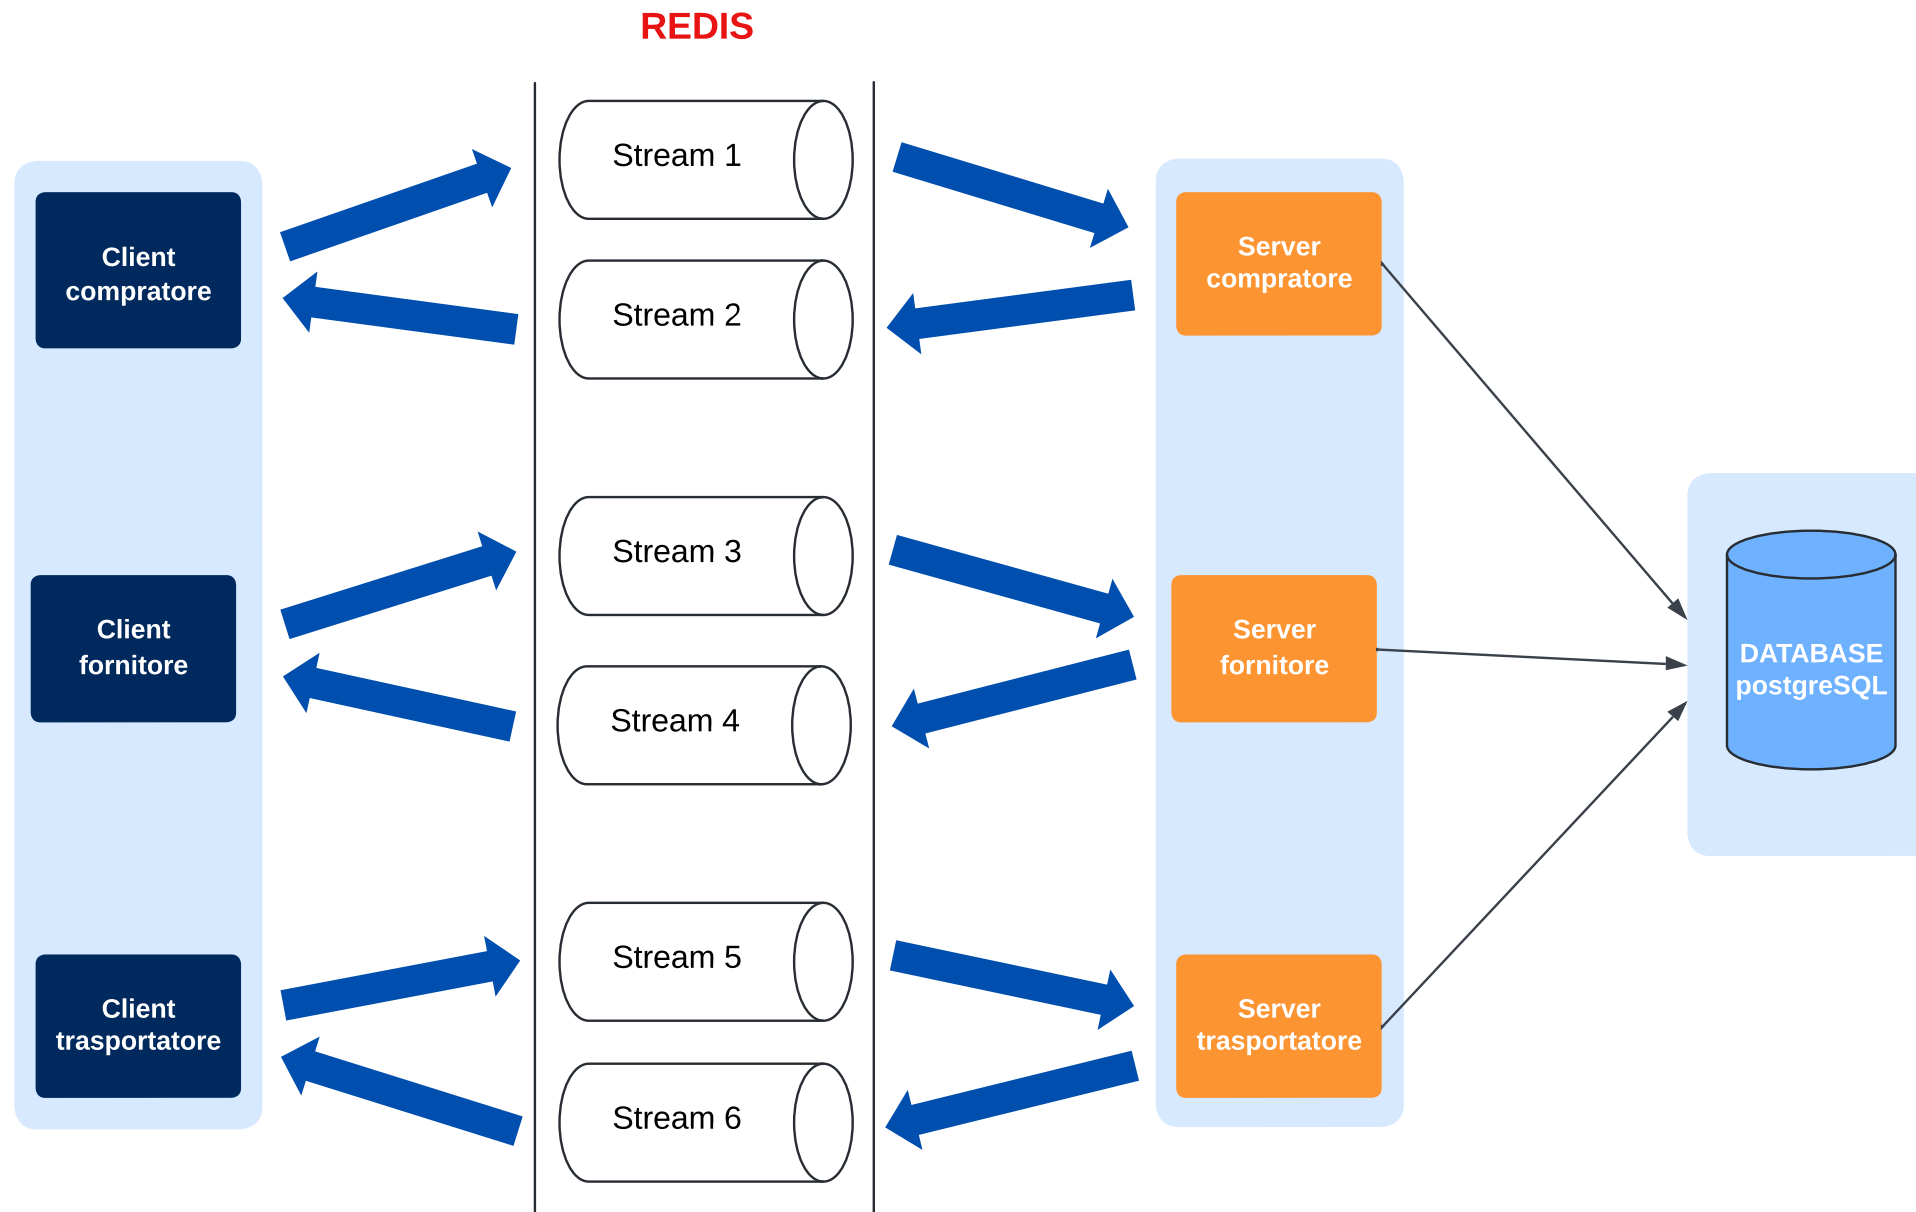 REDIS
Stream 1
Client
compratore
Server
compratore
Stream 2
Stream 3
Client
fornitore
Server
fornitore
Stream 4
DATABASE
postgreSQL
Stream 5
Client
trasportatore
Server
trasportatore
Stream 6